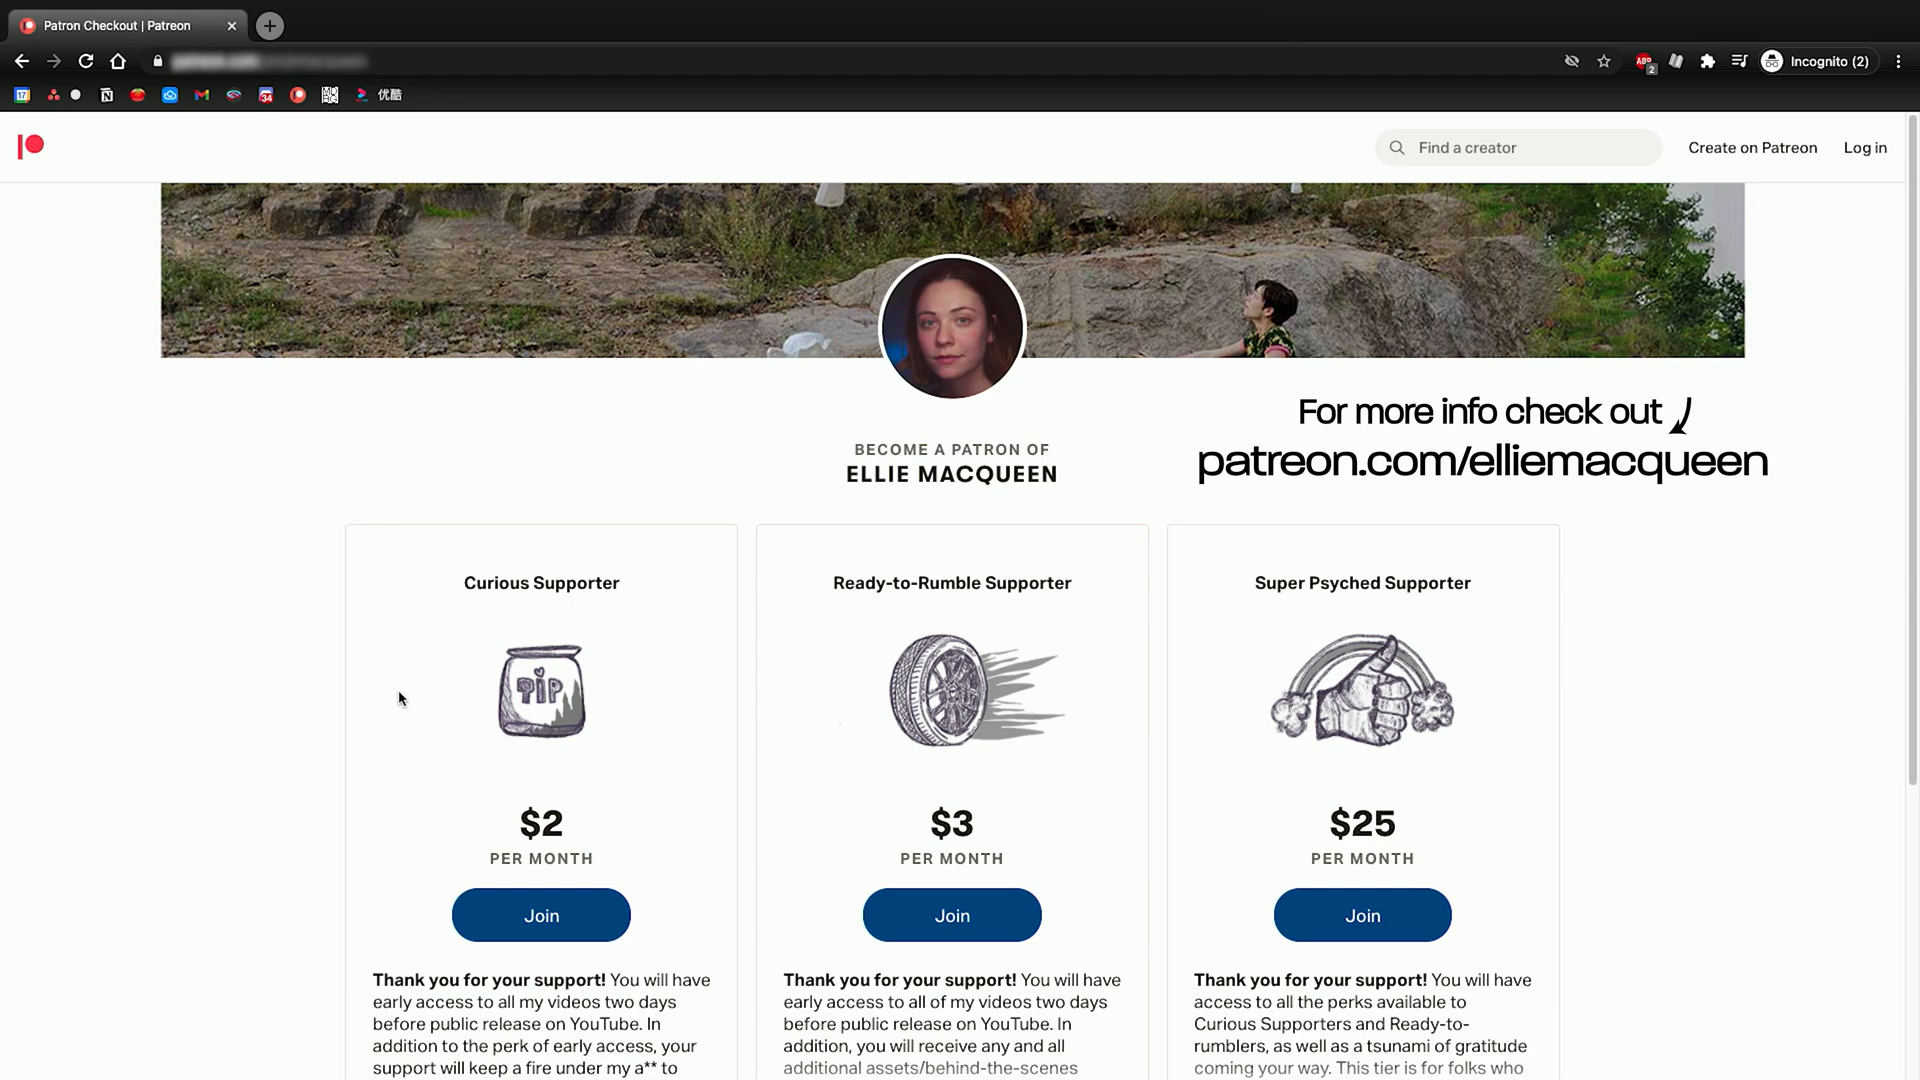 Patron Checkout | Patreon
Incognito (2)
优酷
Find a creator
Create on Patreon
Log in
For more info check out
patreon.com/elliemacqueen
BECOME A PATRON OF
ELLIE MACQUEEN
Curious Supporter
TIP
$2
PER MONTH
Join
Thank you for your support! You will have
early access to all my videos two days
before public release on YouTube. In
addition to the perk of early access, your
support will keep a fire under my a** to
Ready-to-Rumble Supporter
$3
PER MONTH
Join
Thank you for your support! You will have
early access to all of my videos two days
before public release on YouTube. In
addition, you will receive any and all
additional assets/behind-the-scenes
Super Psyched Supporter
$25
PER MONTH
Join
Thank you for your support! You will have
access to all the perks available to
Curious Supporters and Ready-to-
rumblers, as well as a tsunami of gratitude
coming your way. This tier is for folks who